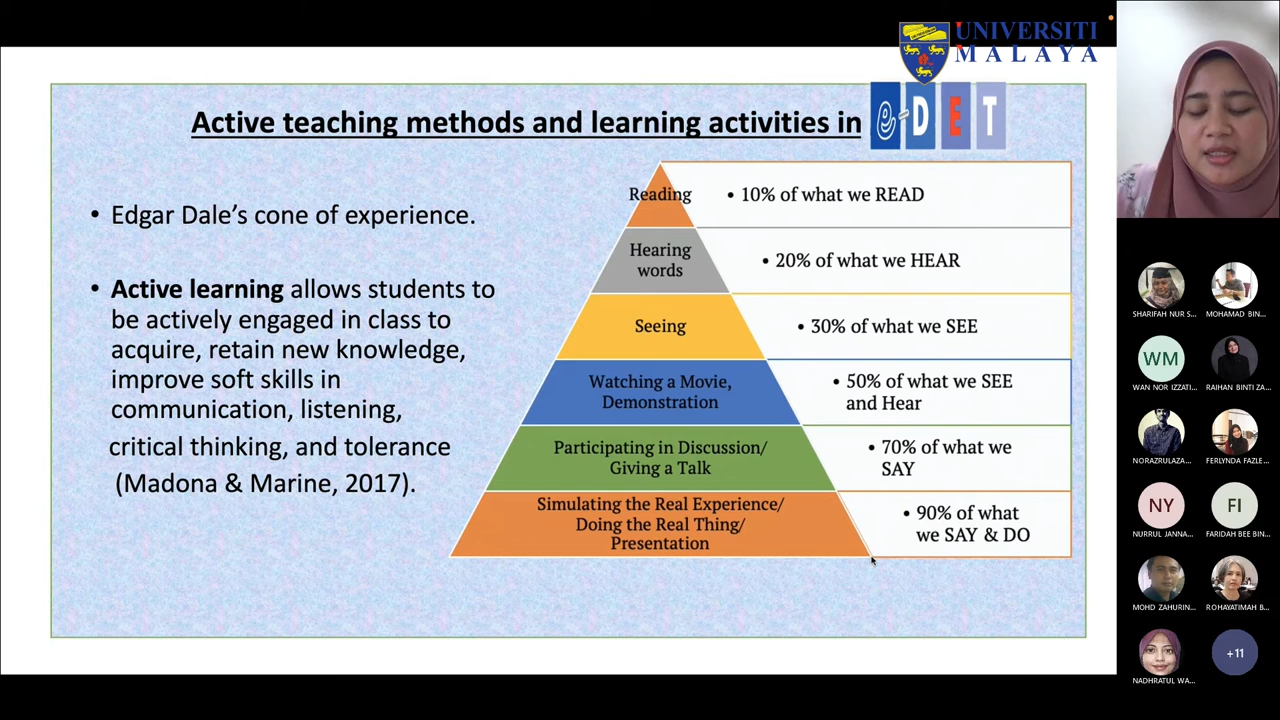 UNIVERSITI
MALAYA
Active teaching methods and learning activities in
e-DET
• Edgar Dale's cone of experience.
• Active learning allows students to
be actively engaged in class to
acquire, retain new knowledge,
improve soft skills in
communication, listening,
critical thinking, and tolerance
(Madona & Marine, 2017).
Reading
• 10% of what we READ
Hearing
words
• 20% of what we HEAR
Seeing
• 30% of what we SEE
Watching a Movie,
Demonstration
• 50% of what we SEE
and Hear
Participating in Discussion/
Giving a Talk
• 70% of what we
SAY
Simulating the Real Experience/
Doing the Real Thing/
Presentation
• 90% of what
we SAY & DO
SHARIFAH NUR S...
MOHAMAD BIN...
WM
WAN NOR IZZATI...
RAIHAN BINTI ZA...
NORAZRULAZA...
FERLYNDA FAZLE...
NY
NURRUL JANNA...
FI
FARIDAH BEE BIN...
MOHD ZAHURIN...
ROHAYATIMAH B...
NADHRATUL WA...
+11